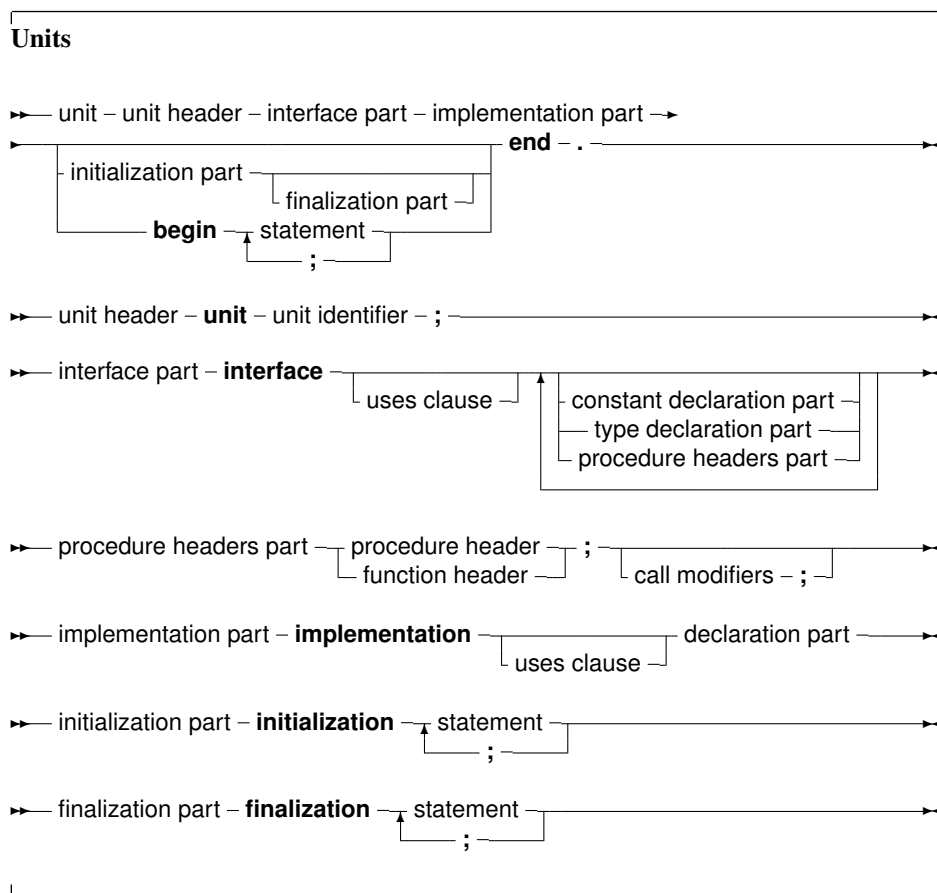 Units
unit – unit header – interface part – implementation part
end – .
initialization part
finalization part
begin – statement
;
unit header – unit – unit identifier – ;
interface part – interface
uses clause – constant declaration part
type declaration part
procedure headers part
procedure headers part – procedure header – ;
function header – call modifiers – ;
implementation part – implementation – declaration part
uses clause
initialization part – initialization – statement
;
finalization part – finalization – statement
;